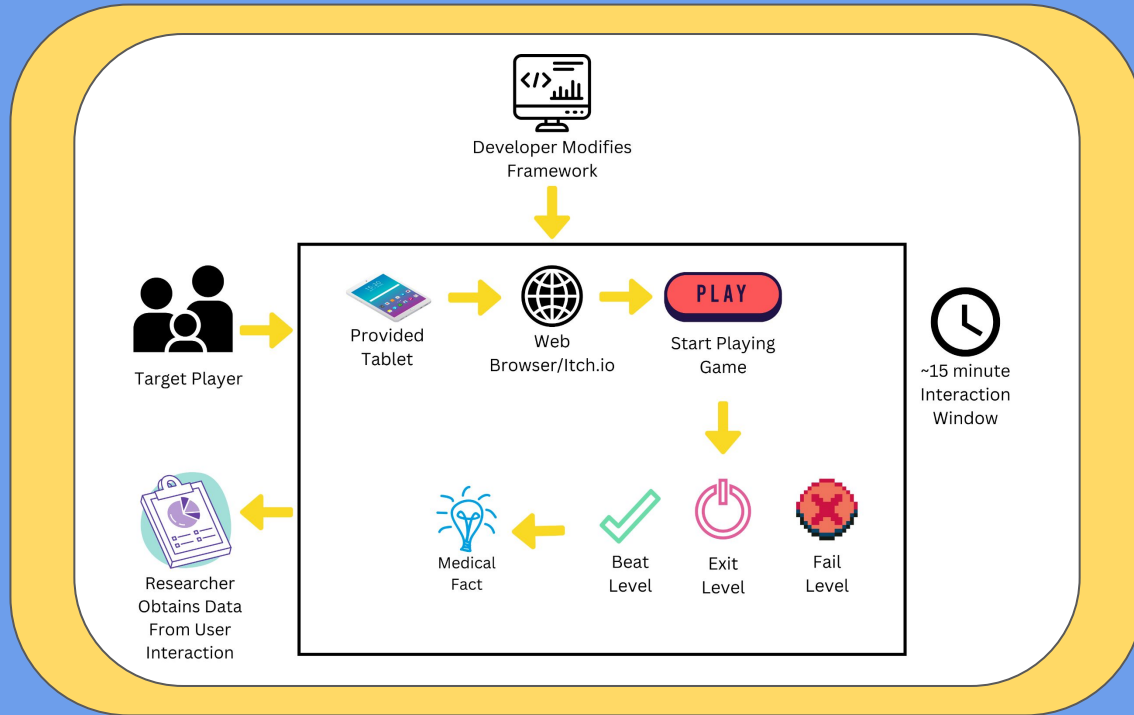 </>
Developer Modifies
Framework
Target Player
Provided
Tablet
Web
Browser/Itch.io
PLAY
Start Playing
Game
~15 minute
Interaction
Window
Researcher
Obtains Data
From User
Interaction
Medical
Fact
Beat
Level
Exit
Level
Fail
Level